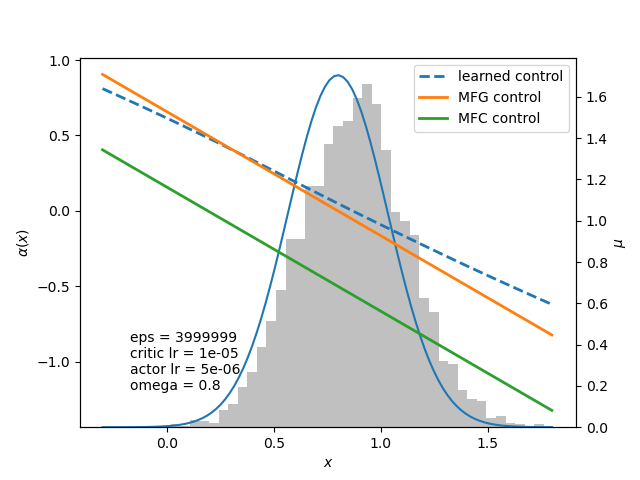 learned control
MFG control
MFC control
1.0
0.5
0.0
−0.5
−1.0
α(x)
eps = 3999999
critic lr = 1e-05
actor lr = 5e-06
omega = 0.8
1.6
1.4
1.2
1.0
0.8
0.6
0.4
0.2
0.0
μ
0.0 0.5 1.0 1.5
x